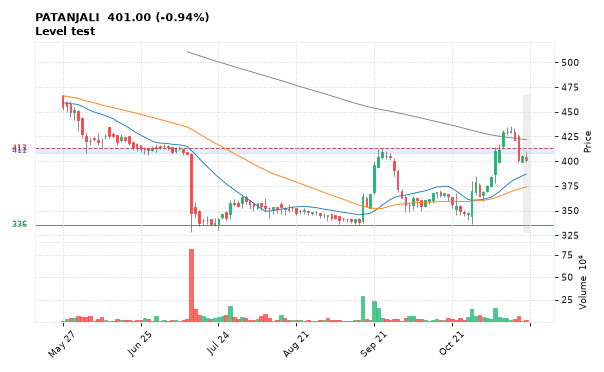 PATANJALI 401.00 (-0.94%)
Level test
500
475
450
425
413
400
375
350
336
325
Price
75
50
25
Volume 10⁴
May 27
Jun 25
Jul 24
Aug 21
Sep 21
Oct 21